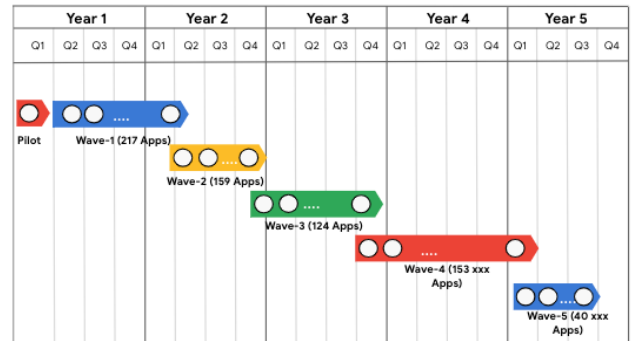 Year 1 Year 2 Year 3 Year 4 Year 5
Q1 Q2 Q3 Q4 Q1 Q2 Q3 Q4 Q1 Q2 Q3 Q4 Q1 Q2 Q3 Q4 Q1 Q2 Q3 Q4
....
Pilot Wave-1 (217 Apps)
....
Wave-2 (159 Apps)
....
Wave-3 (124 Apps)
....
Wave-4 (153 xxx
Apps)
....
Wave-5 (40 xxx
Apps)